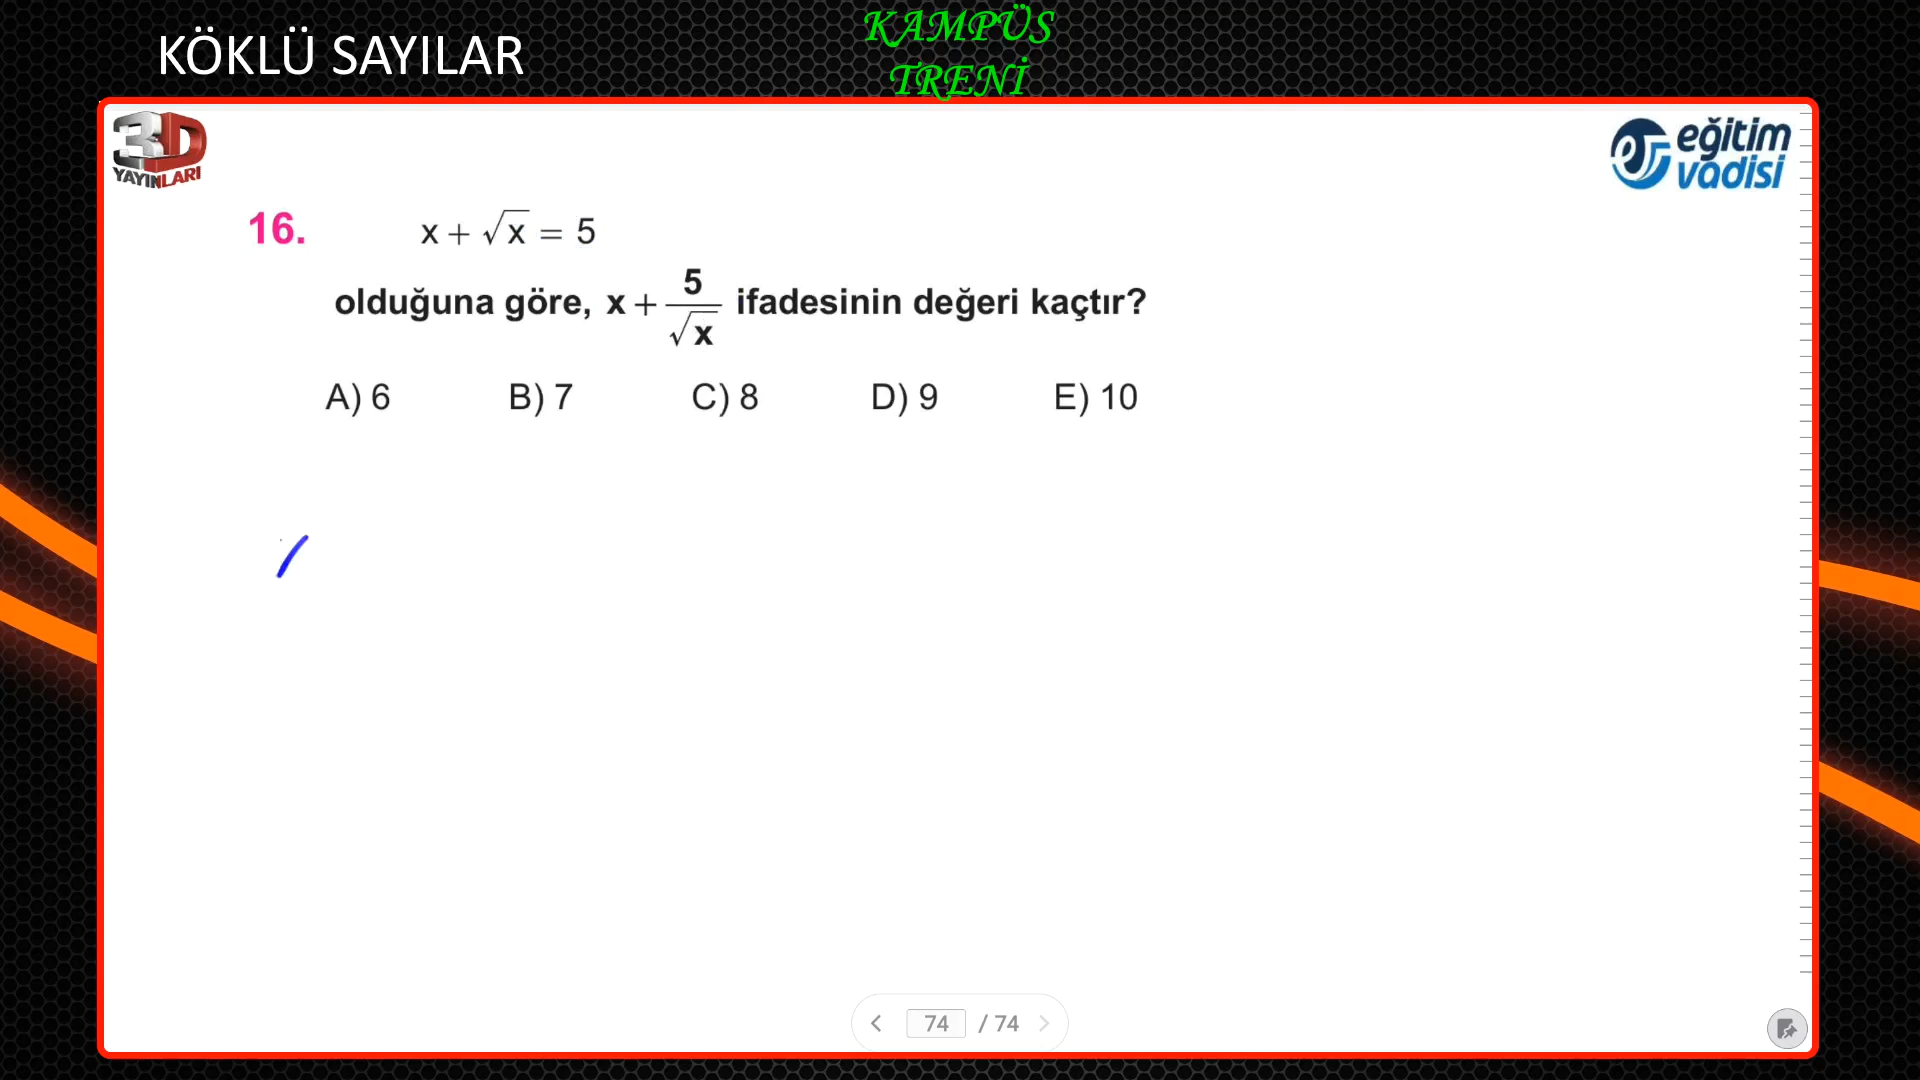 KÖKLÜ SAYILAR
KAMPÜS
TRENİ
3D
YAYINLARI
eğitim
vadisi
16. x + √x = 5
olduğuna göre, x + 5/√x ifadesinin değeri kaçtır?
A) 6 B) 7 C) 8 D) 9 E) 10
74 / 74